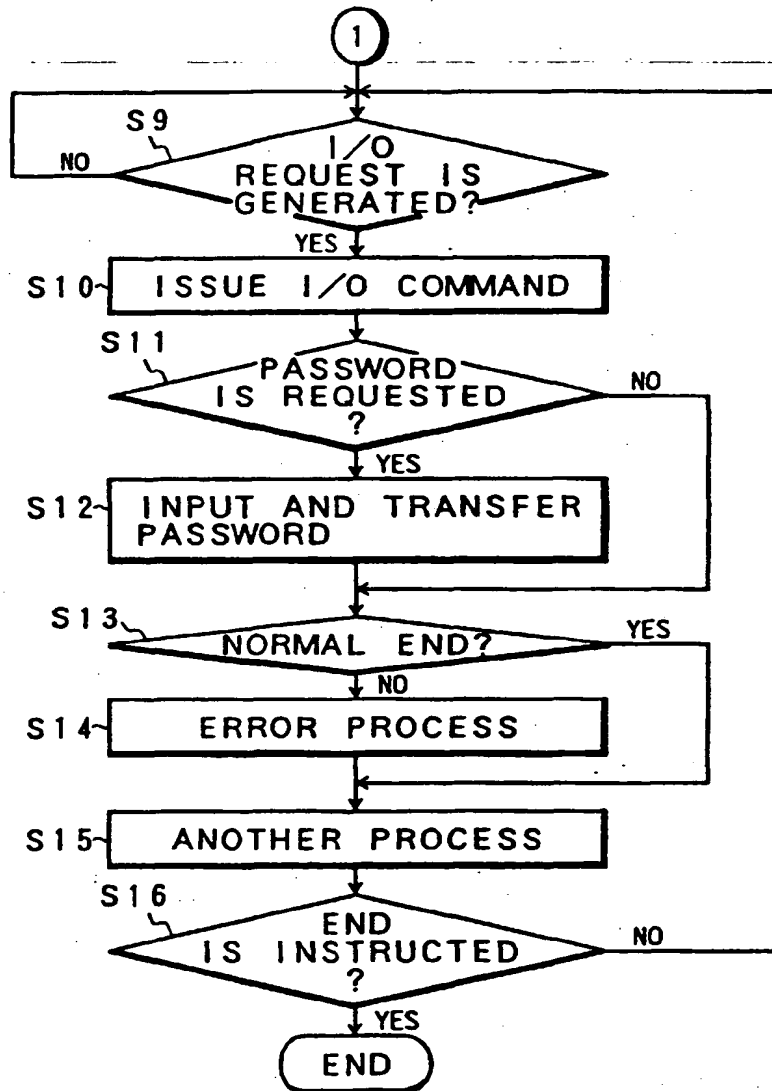 1
S9
I/O
REQUEST IS
GENERATED?
NO
YES
S10
ISSUE I/O COMMAND
S11
PASSWORD
IS REQUESTED
?
NO
YES
S12
INPUT AND TRANSFER
PASSWORD
S13
NORMAL END?
YES
NO
S14
ERROR PROCESS
S15
ANOTHER PROCESS
S16
END
IS INSTRUCTED
?
NO
YES
END